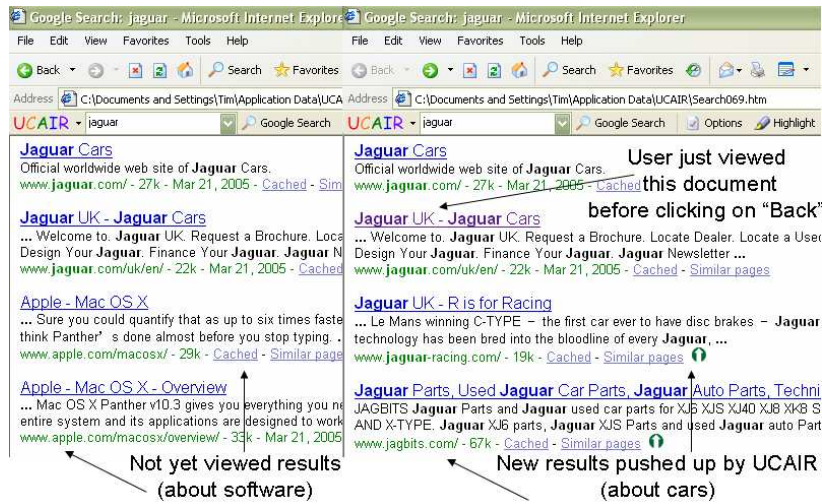 Google Search: jaguar - Microsoft Internet Explore
File Edit View Favorites Tools Help
Back Search Favorites
Address C:\Documents and Settings\Tim\Application Data\UCA
UCAIR jaguar Google Search
Jaguar Cars
Official worldwide web site of Jaguar Cars.
www.jaguar.com/ - 27k - Mar 21, 2005 - Cached - Sim
Jaguar UK - Jaguar Cars
... Welcome to. Jaguar UK. Request a Brochure. Loca
Design Your Jaguar. Finance Your Jaguar. Jaguar N
www.jaguar.com/uk/en/ - 22k - Mar 21, 2005 - Cached
Apple - Mac OS X
... Sure you could quantify that as up to six times faste
think Panther's done almost before you stop typing. .
www.apple.com/macosx/ - 29k - Cached - Similar page
Apple - Mac OS X - Overview
... Mac OS X Panther v10.3 gives you everything you ne
entire system and its applications are designed to work
www.apple.com/macosx/overview/ - 33k - Mar 21, 2005
Not yet viewed results
(about software)
Google Search: jaguar - Microsoft Internet Explorer
File Edit View Favorites Tools Help
Back Search Favorites
Address C:\Documents and Settings\Tim\Application Data\UCAIR\Search069.htm
UCAIR jaguar Google Search Options Highlight
Jaguar Cars
Official worldwide web site of Jaguar Cars.
www.jaguar.com/ - 27k - Mar 21, 2005 - Cached
User just viewed
this document
before clicking on "Back"
Jaguar UK - Jaguar Cars
... Welcome to. Jaguar UK. Request a Brochure. Locate Dealer. Locate a Used
Design Your Jaguar. Finance Your Jaguar. Jaguar Newsletter ...
www.jaguar.com/uk/en/ - 22k - Mar 21, 2005 - Cached - Similar pages
Jaguar UK - R is for Racing
... Le Mans winning C-TYPE – the first car ever to have disc brakes – Jaguar
technology has been bred into the bloodline of every Jaguar, ...
www.jaguar-racing.com/ - 19k - Cached - Similar pages
Jaguar Parts, Used Jaguar Car Parts, Jaguar Auto Parts, Techni
JAGBITS Jaguar Parts and Jaguar used car parts for XJ6 XJS XJ40 XJ8 XK8 S
AND X-TYPE. Jaguar XJ6 parts, Jaguar XJS Parts and used Jaguar auto Part
www.jagbits.com/ - 67k - Cached - Similar pages
New results pushed up by UCAIR
(about cars)